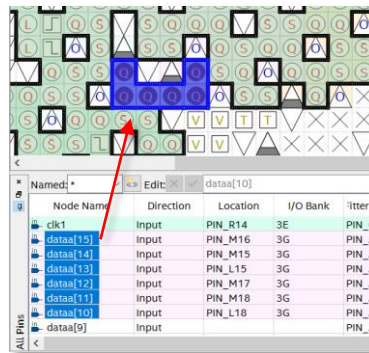 L Q S S Q Q S Q S Q
L O S S S O
Q S S Q Q S O Q O
Q S S O Q Q Q Q O S S
S O Q Q S S V V T T
S S S Q Q V V
Named: * Edit: dataa[10]
Node Name Direction Location I/O Bank
clk1 Input PIN_R14 3E PIN_
dataa[15] Input PIN_M16 3G PIN_
dataa[14] Input PIN_M15 3G PIN_
dataa[13] Input PIN_L15 3G PIN_
dataa[12] Input PIN_M17 3G PIN_
dataa[11] Input PIN_M18 3G PIN_
dataa[10] Input PIN_L18 3G PIN_
dataa[9] Input PIN_
All Pins